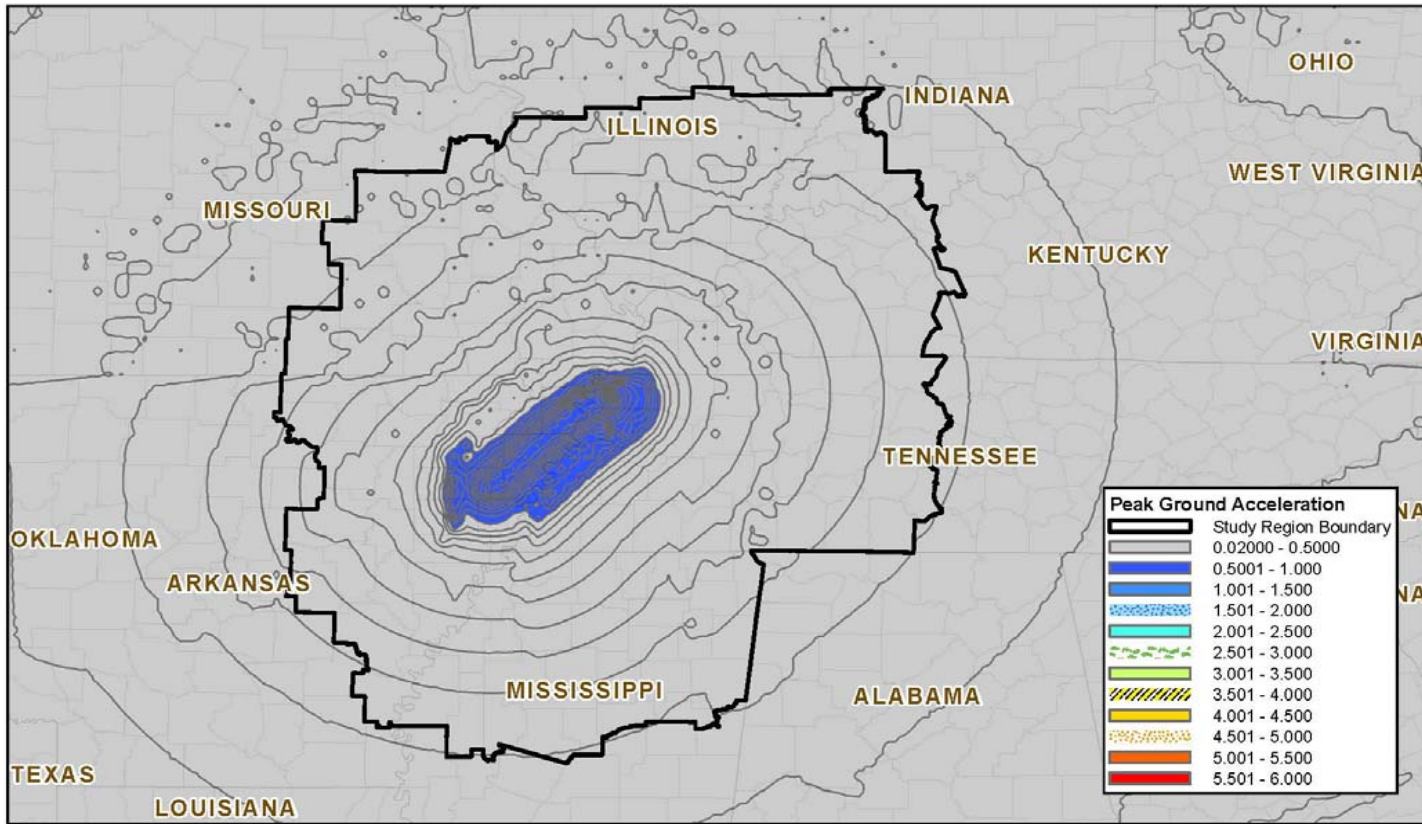 OHIO
INDIANA
ILLINOIS
WEST VIRGINIA
MISSOURI
KENTUCKY
VIRGINIA
TENNESSEE
OKLAHOMA
ARKANSAS
MISSISSIPPI
ALABAMA
TEXAS
LOUISIANA
NA
NA
Peak Ground Acceleration
Study Region Boundary
0.02000 - 0.5000
0.5001 - 1.000
1.001 - 1.500
1.501 - 2.000
2.001 - 2.500
2.501 - 3.000
3.001 - 3.500
3.501 - 4.000
4.001 - 4.500
4.501 - 5.000
5.001 - 5.500
5.501 - 6.000